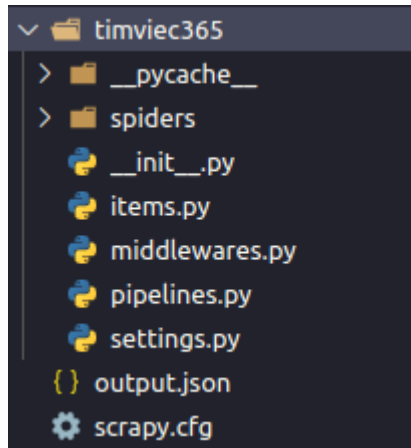 timviec365
__pycache__
spiders
__init__.py
items.py
middlewares.py
pipelines.py
settings.py
{} output.json
scrapy.cfg